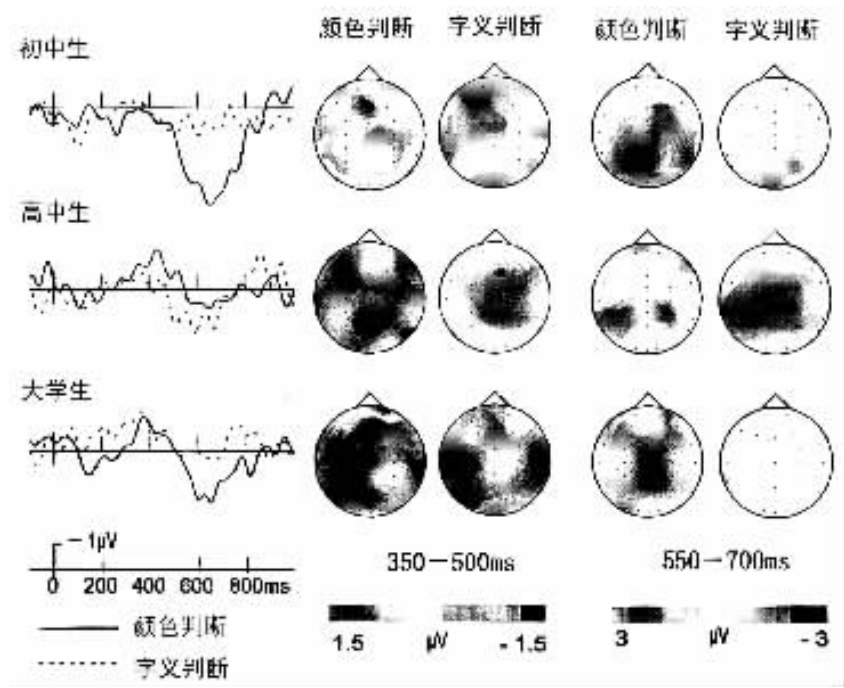 颜色判断 字义判断 颜色判断 字义判断
初中生
高中生
大学生
-1μV
0 200 400 600 800ms
350-500ms 550-700ms
1.5 μV -1.5 3 μV -3
颜色判断
字义判断